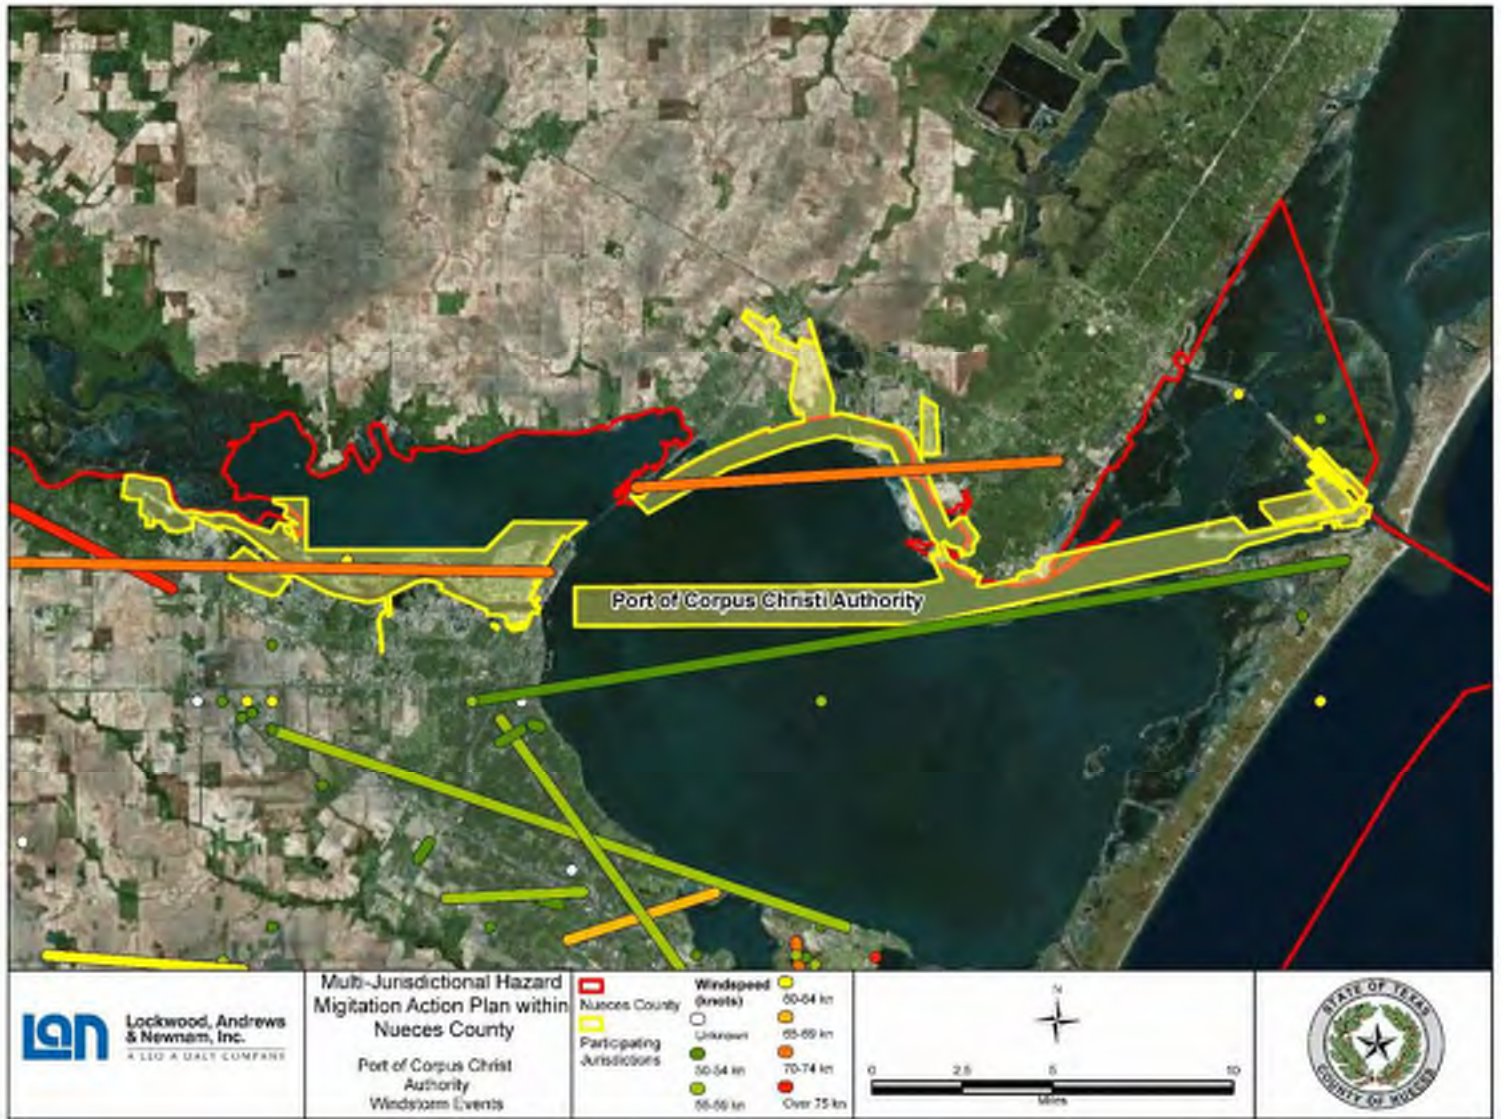 Port of Corpus Christi Authority
Lan
Lockwood, Andrews
& Newnam, Inc.
A LEO A DALY COMPANY
Multi-Jurisdictional Hazard
Migitation Action Plan within
Nueces County
Port of Corpus Christ
Authority
Windstorm Events
Nueces County
Participating
Jurisdictions
Windspeed
(knots)
Unknown
50-54 kn
55-59 kn
60-64 kn
65-69 kn
70-74 kn
Over 75 kn
N
0 2.5 5 10
Miles
STATE OF TEXAS
COUNTY OF NUECES